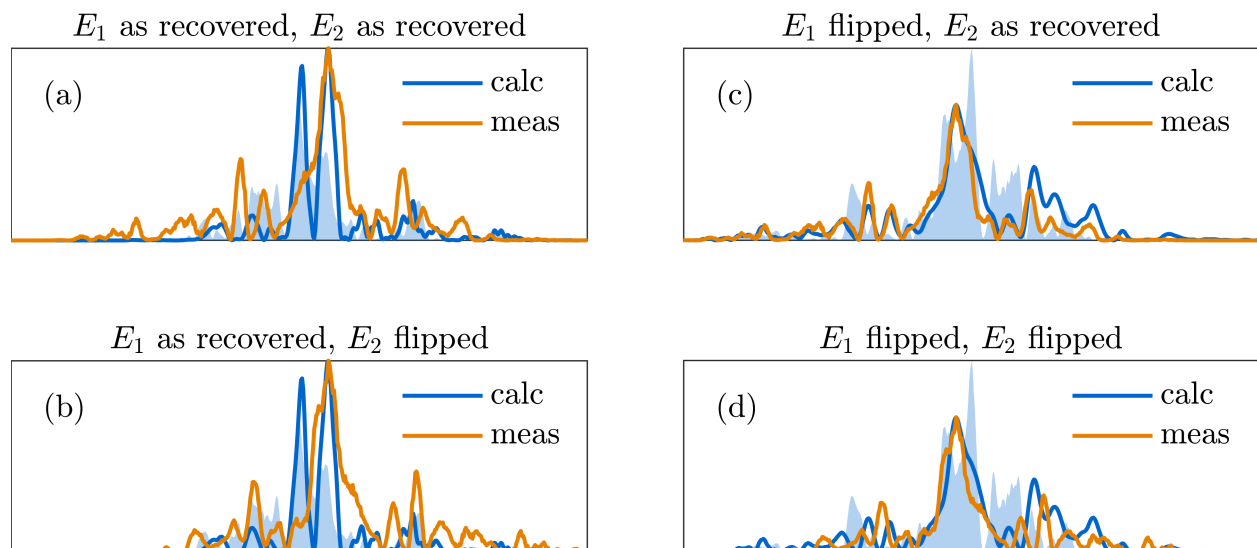 E₁ as recovered, E₂ as recovered
(a)
calc
meas
E₁ flipped, E₂ as recovered
(c)
calc
meas
E₁ as recovered, E₂ flipped
(b)
calc
meas
E₁ flipped, E₂ flipped
(d)
calc
meas